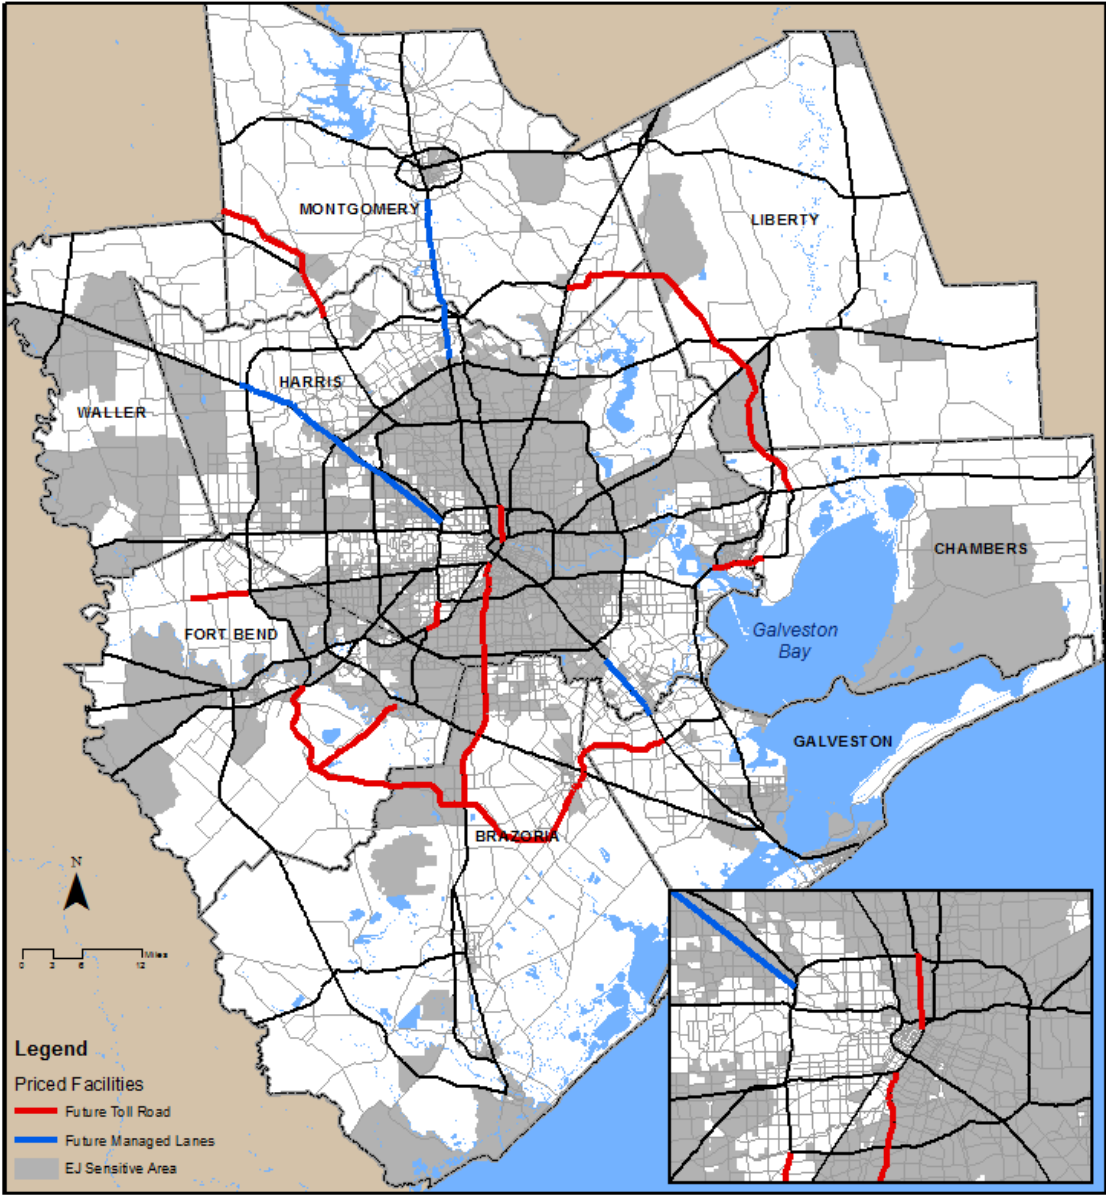 MONTGOMERY
LIBERTY
HARRIS
WALLER
CHAMBERS
FORT BEND
Galveston
Bay
GALVESTON
BRAZORIA
N
Miles
0 3 6 12
Legend
Priced Facilities
Future Toll Road
Future Managed Lanes
EJ Sensitive Area